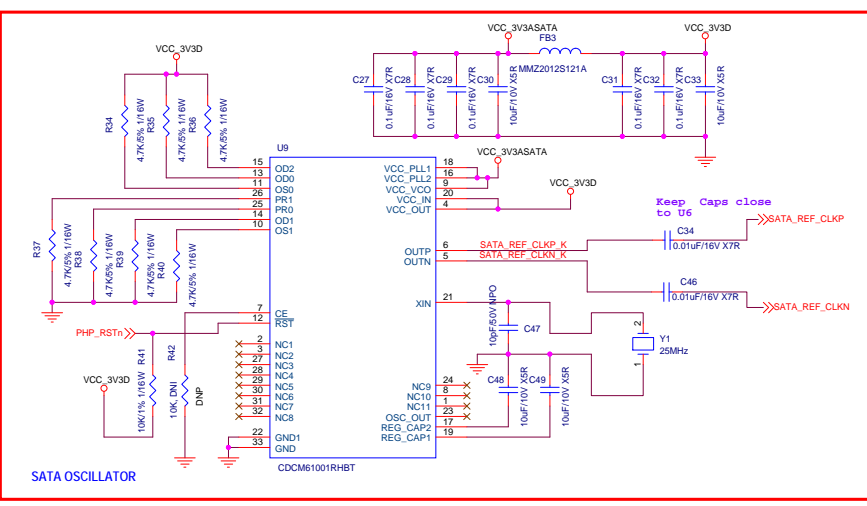 VCC_3V3D
R34
4.7K/5% 1/16W
R35
4.7K/5% 1/16W
R36
4.7K/5% 1/16W
VCC_3V3ASATA
FB3
MMZ2012S121A
VCC_3V3D
C27
0.1uF/16V X7R
C28
0.1uF/16V X7R
C29
0.1uF/16V X7R
C30
10uF/10V X5R
C31
0.1uF/16V X7R
C32
0.1uF/16V X7R
C33
10uF/10V X5R
U9
15 OD2
13 OD0
11 OS0
26 PR1
25 PR0
14 OD1
10 OS1
7 CE
12 RST
2 NC1
3 NC2
27 NC3
28 NC4
29 NC5
30 NC6
31 NC7
32 NC8
22 GND1
33 GND
VCC_PLL1 18
VCC_PLL2 16
VCC_VCO 9
VCC_IN 20
VCC_OUT 4
OUTP 6
OUTN 5
XIN 21
NC9 24
NC10 8
NC11 1
OSC_OUT 23
REG_CAP2 17
REG_CAP1 19
CDCM61001RHBT
VCC_3V3ASATA
VCC_3V3D
Keep Caps close
to U6
SATA_REF_CLKP_K
SATA_REF_CLKN_K
C34
0.01uF/16V X7R
SATA_REF_CLKP
C46
0.01uF/16V X7R
SATA_REF_CLKN
R37
4.7K/5% 1/16W
R38
4.7K/5% 1/16W
R39
4.7K/5% 1/16W
R40
4.7K/5% 1/16W
PHP_RSTn
R41
10K/1% 1/16W
R42
10K, DNI
DNP
VCC_3V3D
10pF/50V NPO
C47
2
Y1
25MHz
1
C48
10uF/10V X5R
C49
10uF/10V X5R
SATA OSCILLATOR